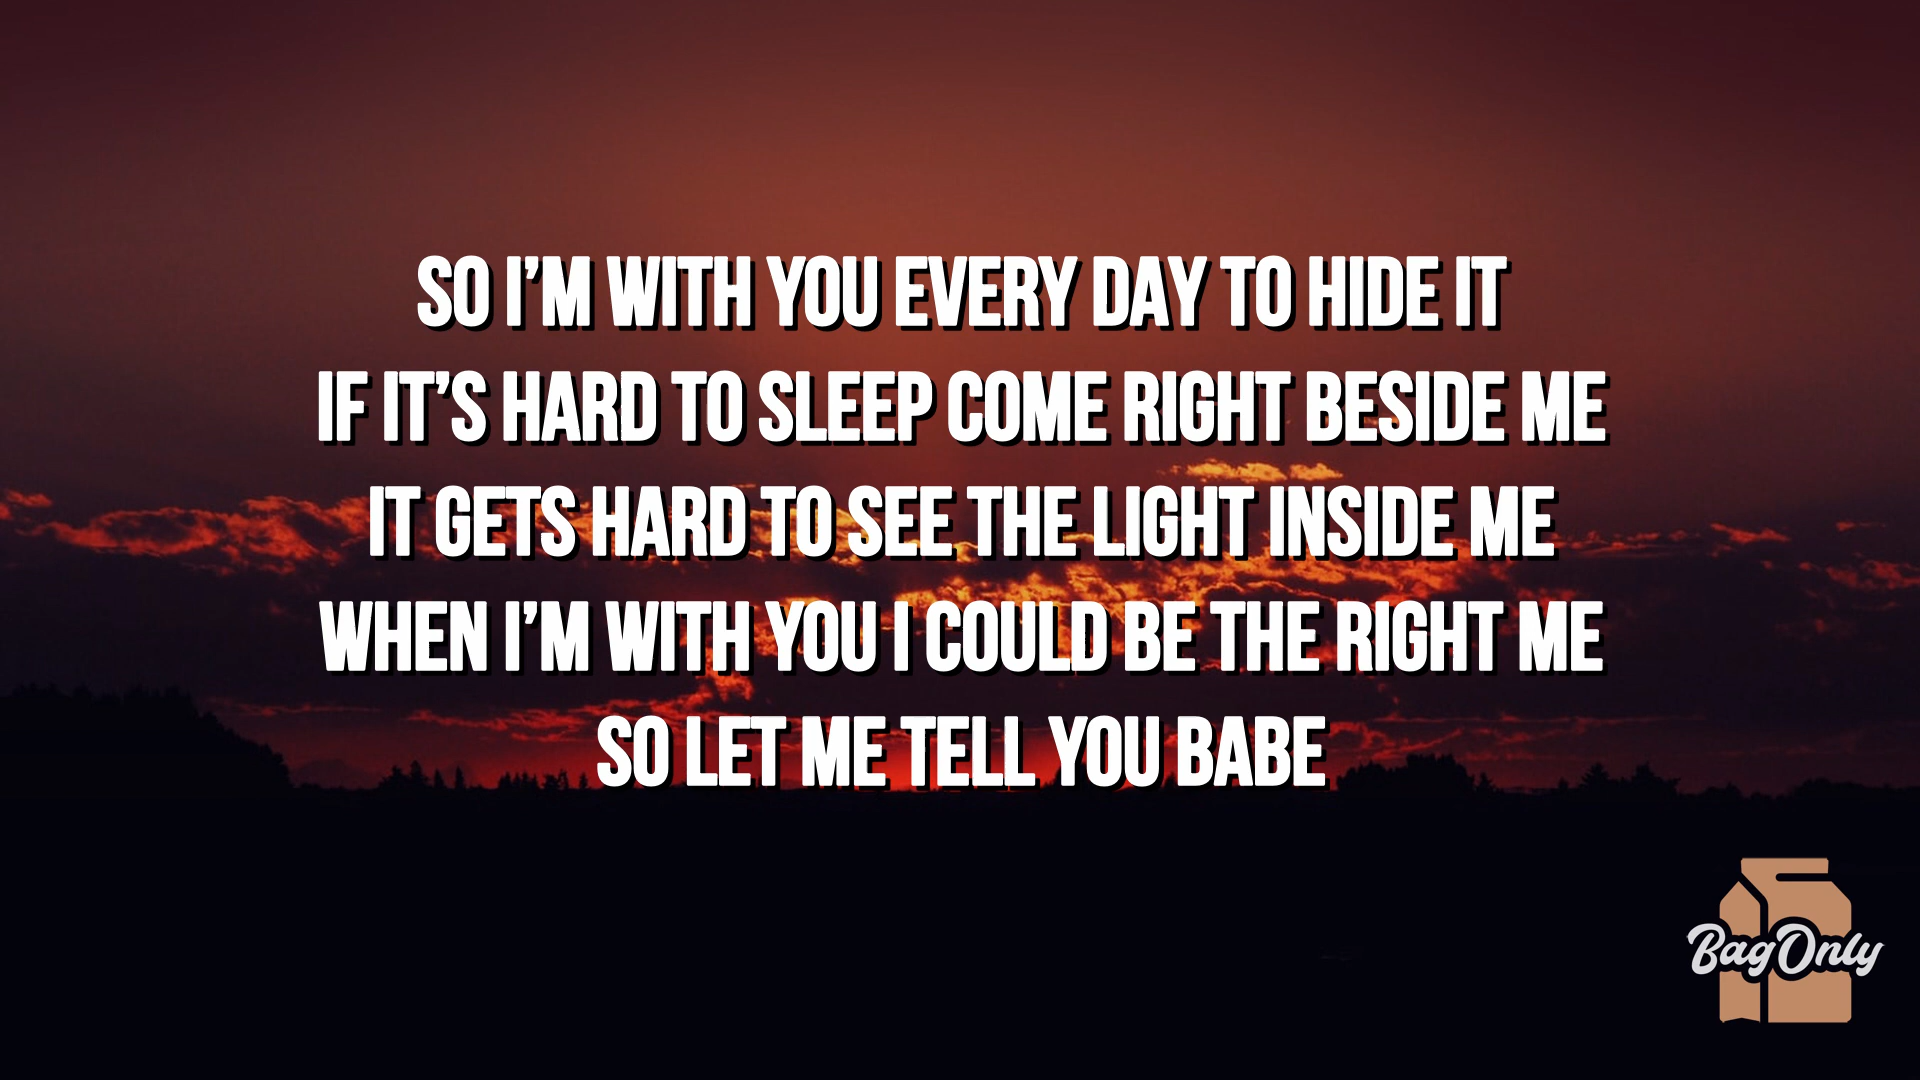 SO I'M WITH YOU EVERY DAY TO HIDE IT
IF IT'S HARD TO SLEEP COME RIGHT BESIDE ME
IT GETS HARD TO SEE THE LIGHT INSIDE ME
WHEN I'M WITH YOU I COULD BE THE RIGHT ME
SO LET ME TELL YOU BABE
BagOnly